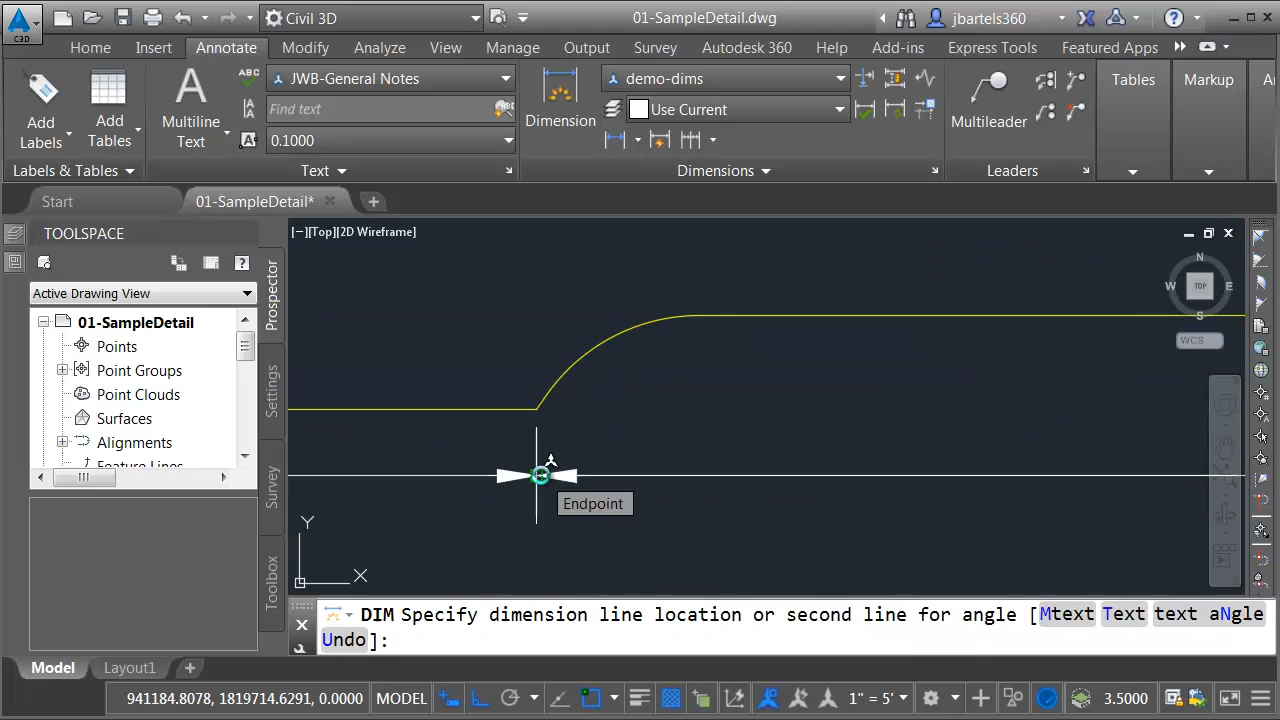 C3D
Civil 3D
01-SampleDetail.dwg
jbartels360
Home
Insert
Annotate
Modify
Analyze
View
Manage
Output
Survey
Autodesk 360
Help
Add-ins
Express Tools
Featured Apps
Add Labels
Add Tables
Labels & Tables
Multiline Text
ABC
JWB-General Notes
Find text
0.1000
Text
Dimension
demo-dims
Use Current
Dimensions
Multileader
Leaders
Tables
Markup
Start
01-SampleDetail*
TOOLSPACE
Active Drawing View
01-SampleDetail
Points
Point Groups
Point Clouds
Surfaces
Alignments
Feature Lines
Prospector
Settings
Survey
Toolbox
[−][Top][2D Wireframe]
N
W
TOP
E
S
WCS
Endpoint
Y
X
DIM Specify dimension line location or second line for angle [Mtext Text text aNgle
Undo]:
Model
Layout1
941184.8078, 1819714.6291, 0.0000
MODEL
1" = 5'
3.5000